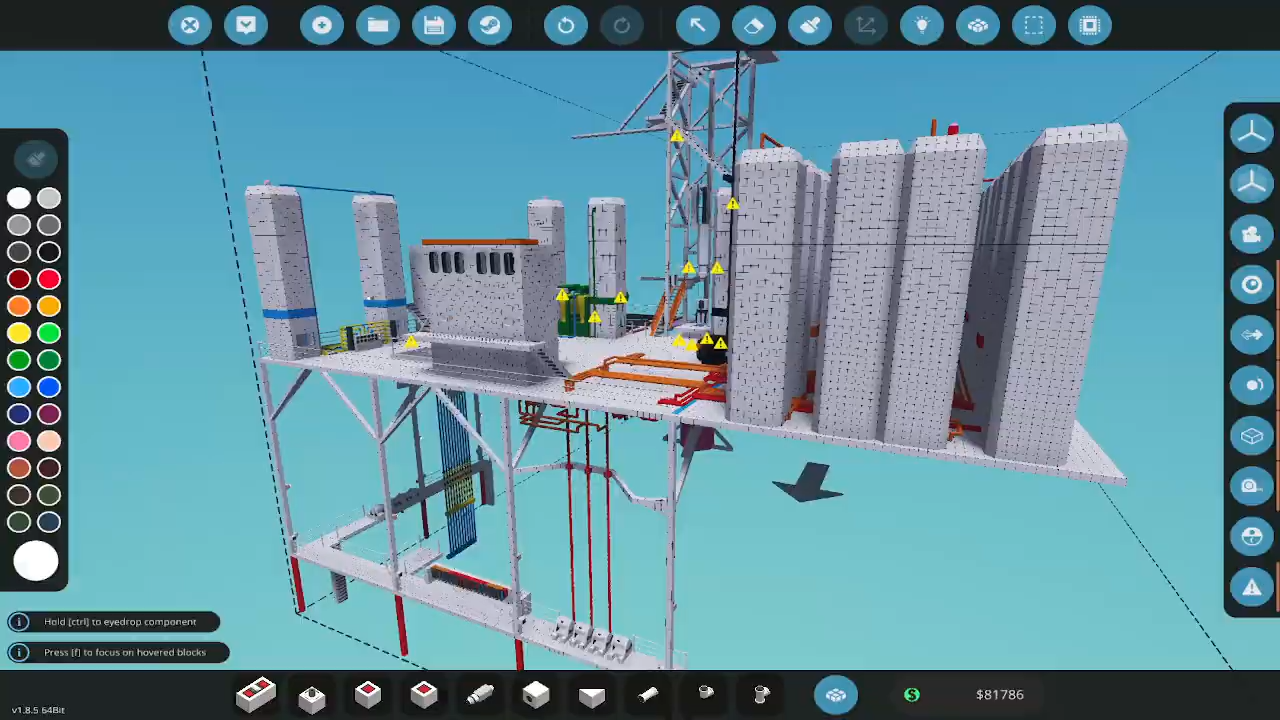 Hold [ctrl] to eyedrop component
Press [f] to focus on hovered blocks
v1.8.5 64Bit
$ $81786